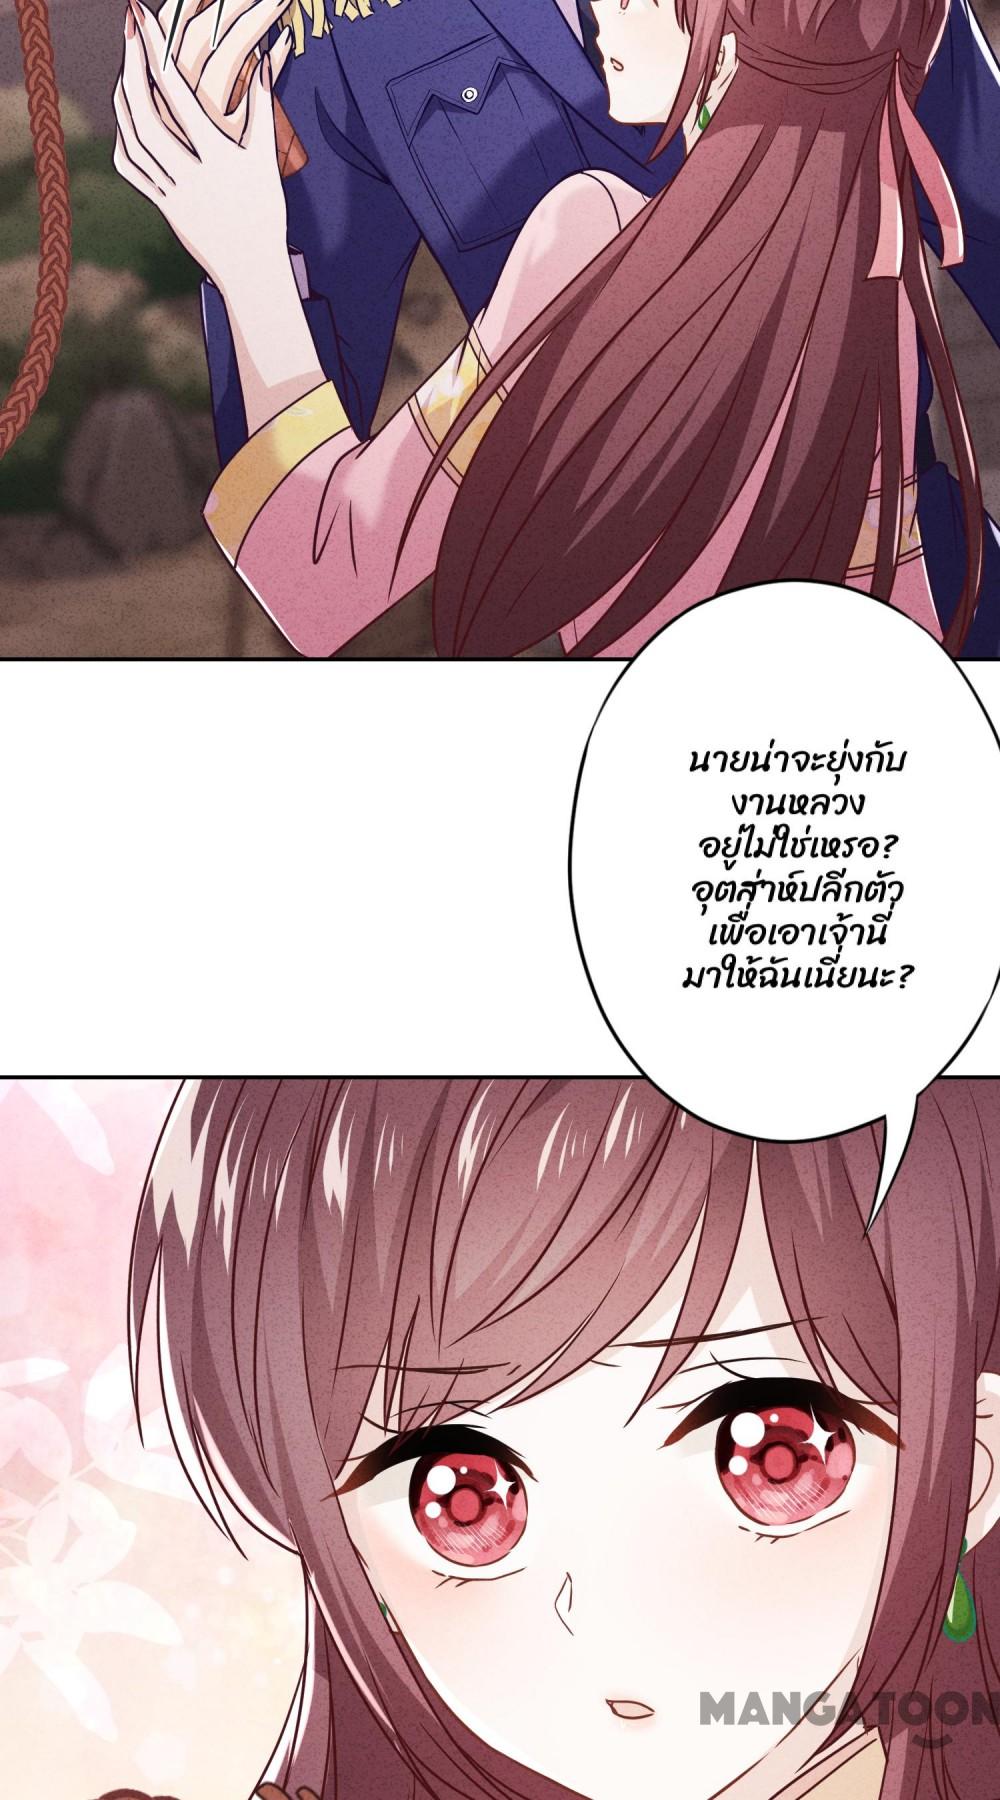 นายน่าจะยุ่งกับ
งานหลวง
อยู่ไม่ใช่เหรอ?
อุตส่าห์ปลีกตัว
เพื่อเอาเจ้านี่
มาให้ฉันเนี่ยนะ?
MANGATOON